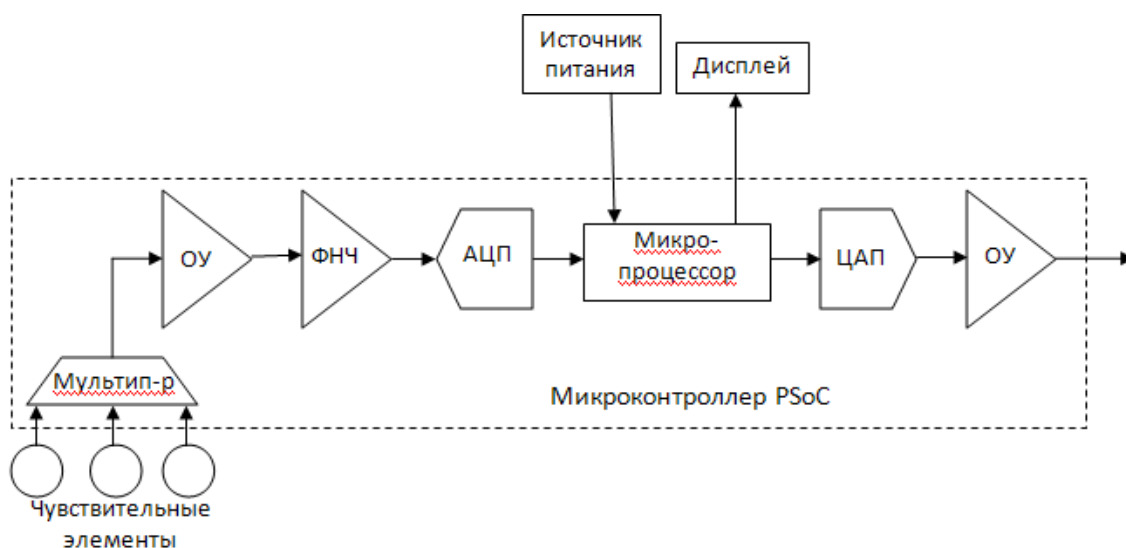 Источник
питания
Дисплей
ОУ
ФНЧ
АЦП
Микро-
процессор
ЦАП
ОУ
Мультип-р
Микроконтроллер PSoC
Чувствительные
элементы